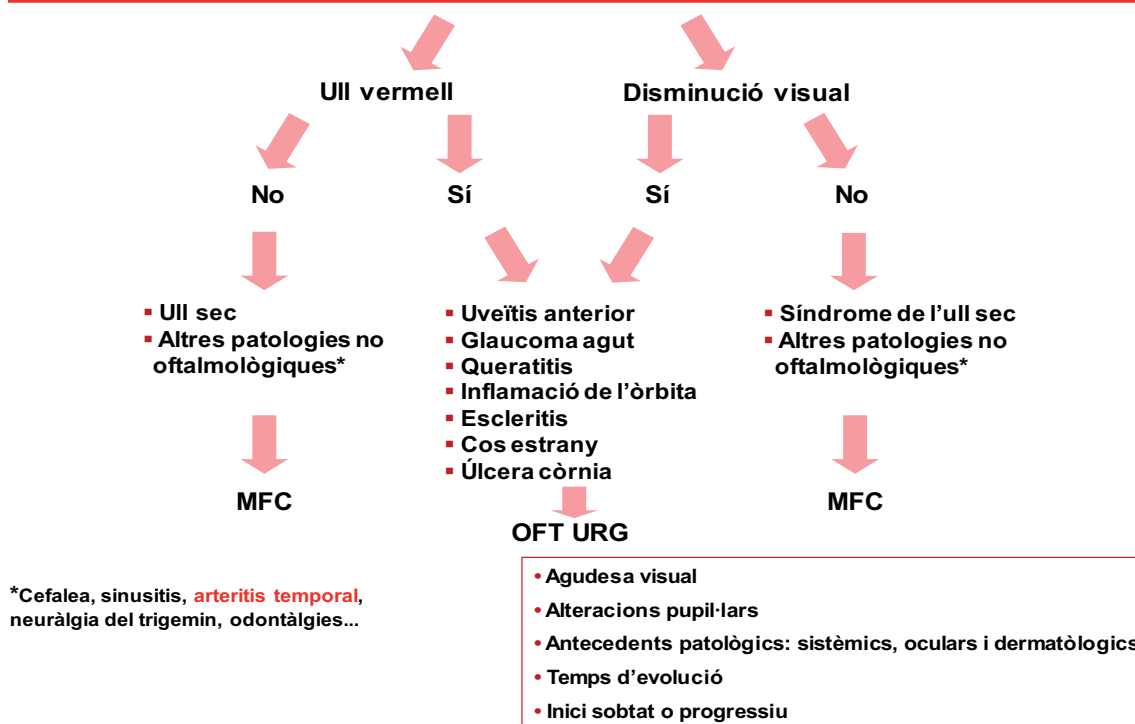 Ull vermell
Disminució visual
No
Sí
Sí
No
▪ Ull sec
▪ Altres patologies no
oftalmològiques*
▪ Uveïtis anterior
▪ Glaucoma agut
▪ Queratitis
▪ Inflamació de l'òrbita
▪ Escleritis
▪ Cos estrany
▪ Úlcera còrnia
▪ Síndrome de l'ull sec
▪ Altres patologies no
oftalmològiques*
MFC
OFT URG
MFC
*Cefalea, sinusitis, arteritis temporal,
neuràlgia del trigemin, odontàlgies...
• Agudesa visual
• Alteracions pupil·lars
• Antecedents patològics: sistèmics, oculars i dermatològics
• Temps d'evolució
• Inici sobtat o progressiu